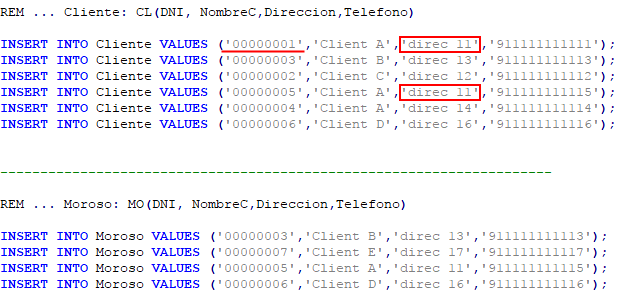 REM ... Cliente: CL(DNI, NombreC,Direccion,Telefono)
INSERT INTO Cliente VALUES ('00000001','Client A','direc 11','911111111111');
INSERT INTO Cliente VALUES ('00000003','Client B','direc 13','911111111113');
INSERT INTO Cliente VALUES ('00000002','Client C','direc 12','911111111112');
INSERT INTO Cliente VALUES ('00000005','Client A','direc 11','911111111115');
INSERT INTO Cliente VALUES ('00000004','Client A','direc 14','911111111114');
INSERT INTO Cliente VALUES ('00000006','Client D','direc 16','911111111116');
---------------------------------------------------------------------
REM ... Moroso: MO(DNI, NombreC,Direccion,Telefono)
INSERT INTO Moroso VALUES ('00000003','Client B','direc 13','911111111113');
INSERT INTO Moroso VALUES ('00000007','Client E','direc 17','911111111117');
INSERT INTO Moroso VALUES ('00000005','Client A','direc 11','911111111115');
INSERT INTO Moroso VALUES ('00000006','Client D','direc 16','911111111116');